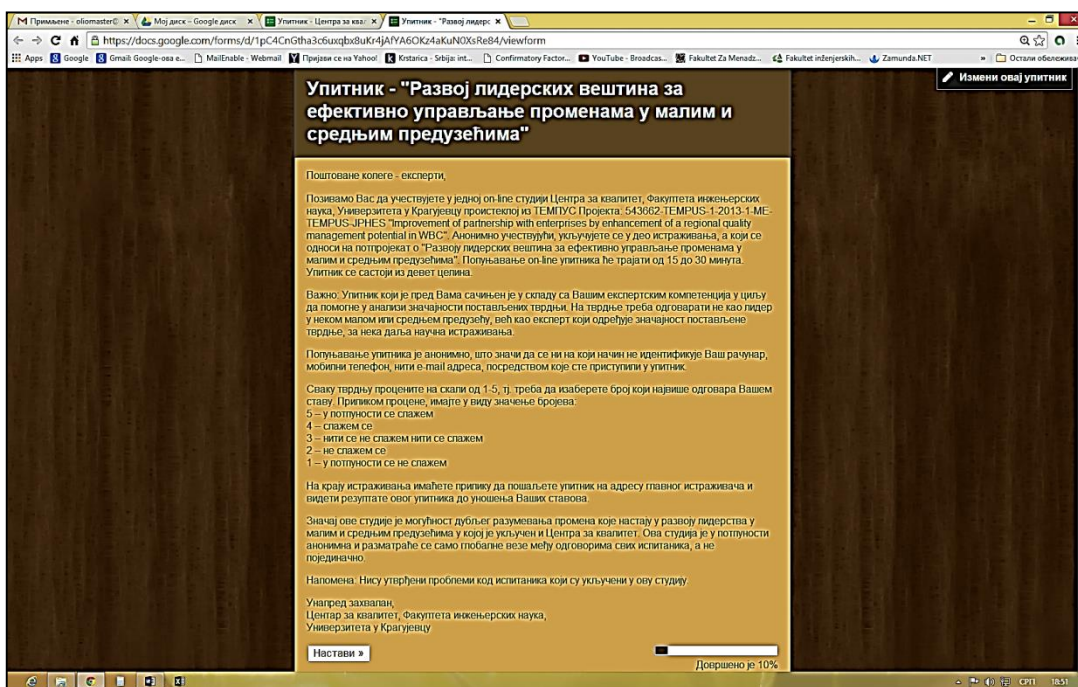 Примљене - oliomaster@
Мој диск – Google диск
Упитник - Центра за ква
Упитник - "Развој лидерс
https://docs.google.com/forms/d/1pC4CnGtha3c6uxqbx8uKr4jAfYA6OKz4aKuN0XsRe84/viewform
Apps Google Gmail: Google-ова е... MailEnable - Webmail Пријави се на Yahoo! Krstarica - Srbija: int... Confirmatory Factor... YouTube - Broadcas... Fakultet Za Menadz... Fakultet inženjerskih... Zamunda.NET » Остали обележива
Измени овај упитник
Упитник - "Развој лидерских вештина за
ефективно управљање променама у малим и
средњим предузећима"
Поштоване колеге - експерти,
Позивамо Вас да учествујете у једној on-line студији Центра за квалитет, Факултета инжењерских
наука, Универзитета у Крагујевцу проистеклој из ТЕМПУС Пројекта: 543662-TEMPUS-1-2013-1-ME-
TEMPUS-JPHES "Improvement of partnership with enterprises by enhancement of a regional quality
management potential in WBC". Анонимно учествујући, укључујете се у део истраживања, а који се
односи на потпројекат о "Развоју лидерских вештина за ефективно управљање променама у
малим и средњим предузећима". Попуњавање on-line упитника ће трајати од 15 до 30 минута.
Упитник се састоји из девет целина.
Важно: Упитник који је пред Вама сачињен је у складу са Вашим експертским компетенција у циљу
да помогне у анализи значајности постављених тврдњи. На тврдње треба одговарати не као лидер
у неком малом или средњем предузећу, већ као експерт који одређује значајност постављене
тврдње, за нека даља научна истраживања.
Попуњавање упитника је анонимно, што значи да се ни на који начин не идентификује Ваш рачунар,
мобилни телефон, нити e-mail адреса, посредством које сте приступили у упитник.
Сваку тврдњу процените на скали од 1-5, тј. треба да изаберете број који највише одговара Вашем
ставу. Приликом процене, имајте у виду значење бројева:
5 – у потпуности се слажем
4 – слажем се
3 – нити се не слажем нити се слажем
2 – не слажем се
1 – у потпуности се не слажем
На крају истраживања имаћете прилику да пошаљете упитник на адресу главног истраживача и
видети резултате овог упитника до уношења Ваших ставова.
Значај ове студије је могућност дубљег разумевања промена које настају у развоју лидерства у
малим и средњим предузећима у којој је укључен и Центра за квалитет. Ова студија је у потпуности
анонимна и разматраће се само глобалне везе међу одговорима свих испитаника, а не
појединачно.
Напомена: Нису утврђени проблеми код испитаника који су укључени у ову студију.
Унапред захвалан,
Центар за квалитет, Факултета инжењерских наука,
Универзитета у Крагујевцу
Настави »
Довршено је 10%
СРП 18:51